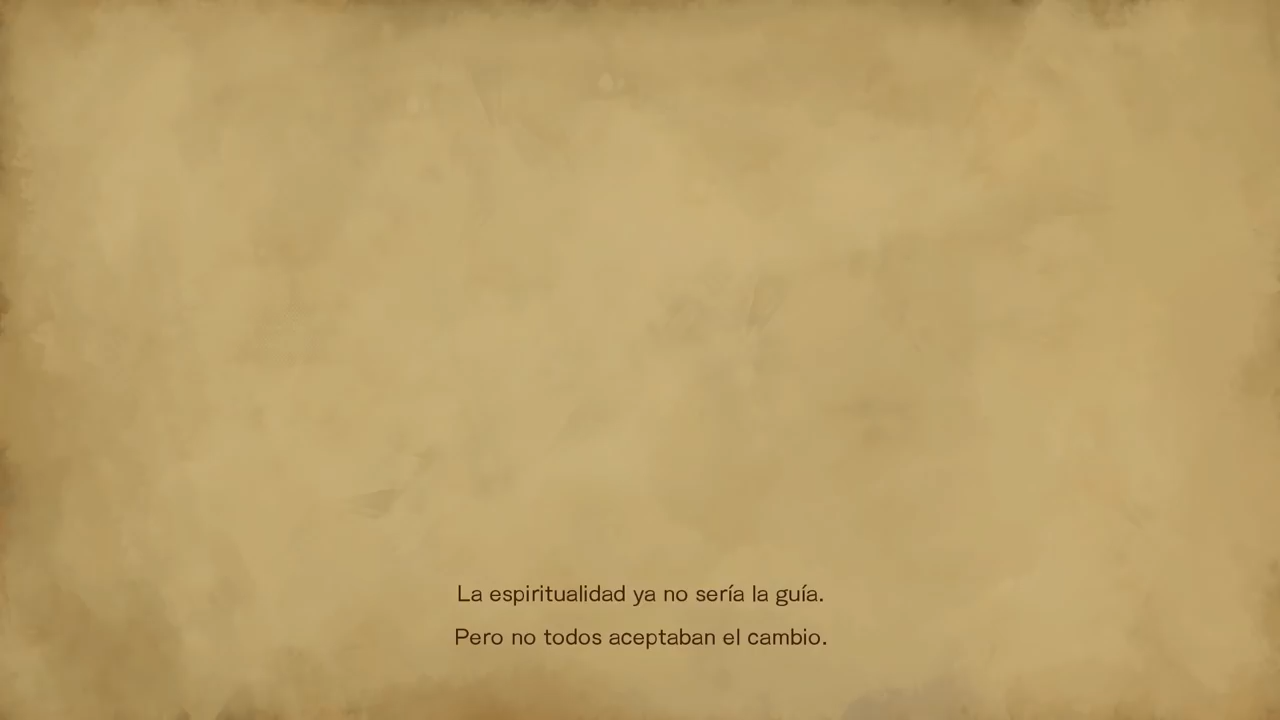 La espiritualidad ya no sería la guía.
Pero no todos aceptaban el cambio.